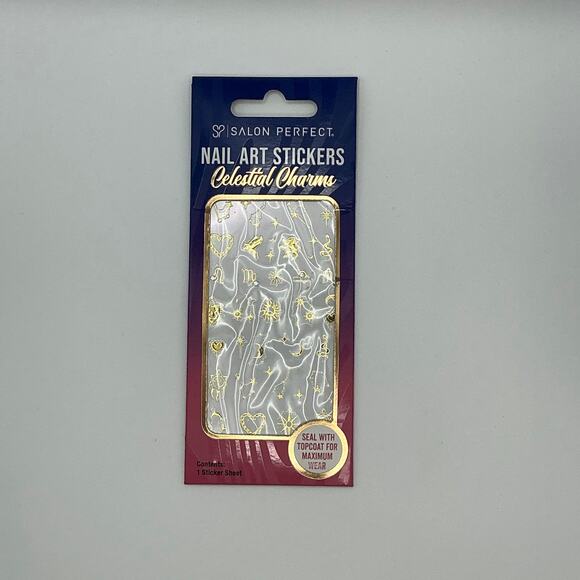 SP | SALON PERFECT.
NAIL ART STICKERS
Celestial Charms
SEAL WITH
TOPCOAT FOR
MAXIMUM
WEAR
Contents:
1 Sticker Sheet